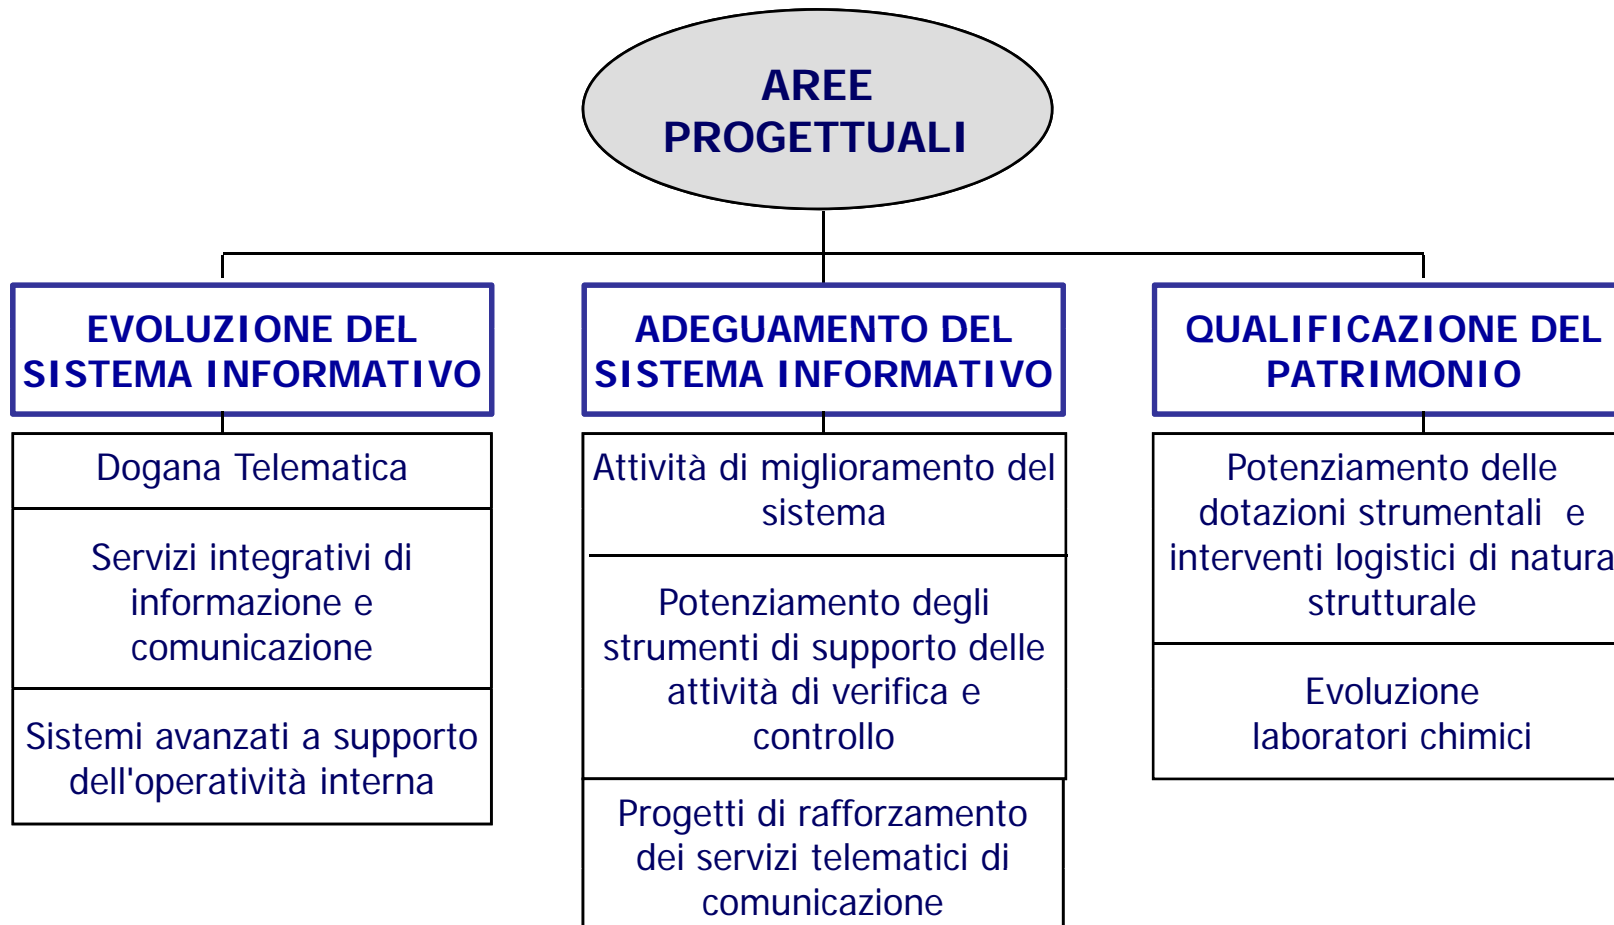 AREE
PROGETTUALI
EVOLUZIONE DEL
SISTEMA INFORMATIVO
Dogana Telematica
Servizi integrativi di
informazione e
comunicazione
Sistemi avanzati a supporto
dell'operatività interna
ADEGUAMENTO DEL
SISTEMA INFORMATIVO
Attività di miglioramento del
sistema
Potenziamento degli
strumenti di supporto delle
attività di verifica e
controllo
Progetti di rafforzamento
dei servizi telematici di
comunicazione
QUALIFICAZIONE DEL
PATRIMONIO
Potenziamento delle
dotazioni strumentali e
interventi logistici di natura
strutturale
Evoluzione
laboratori chimici